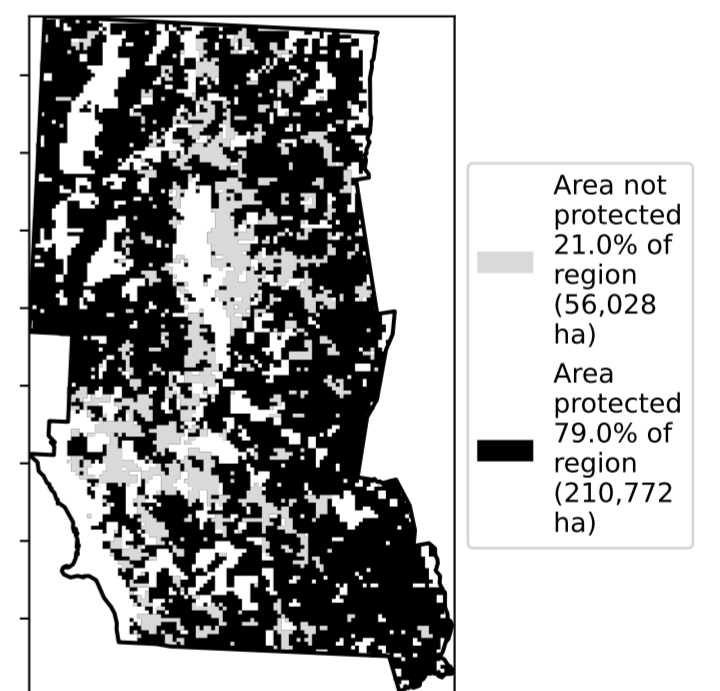 Area not
protected
21.0% of
region
(56,028
ha)
Area
protected
79.0% of
region
(210,772
ha)